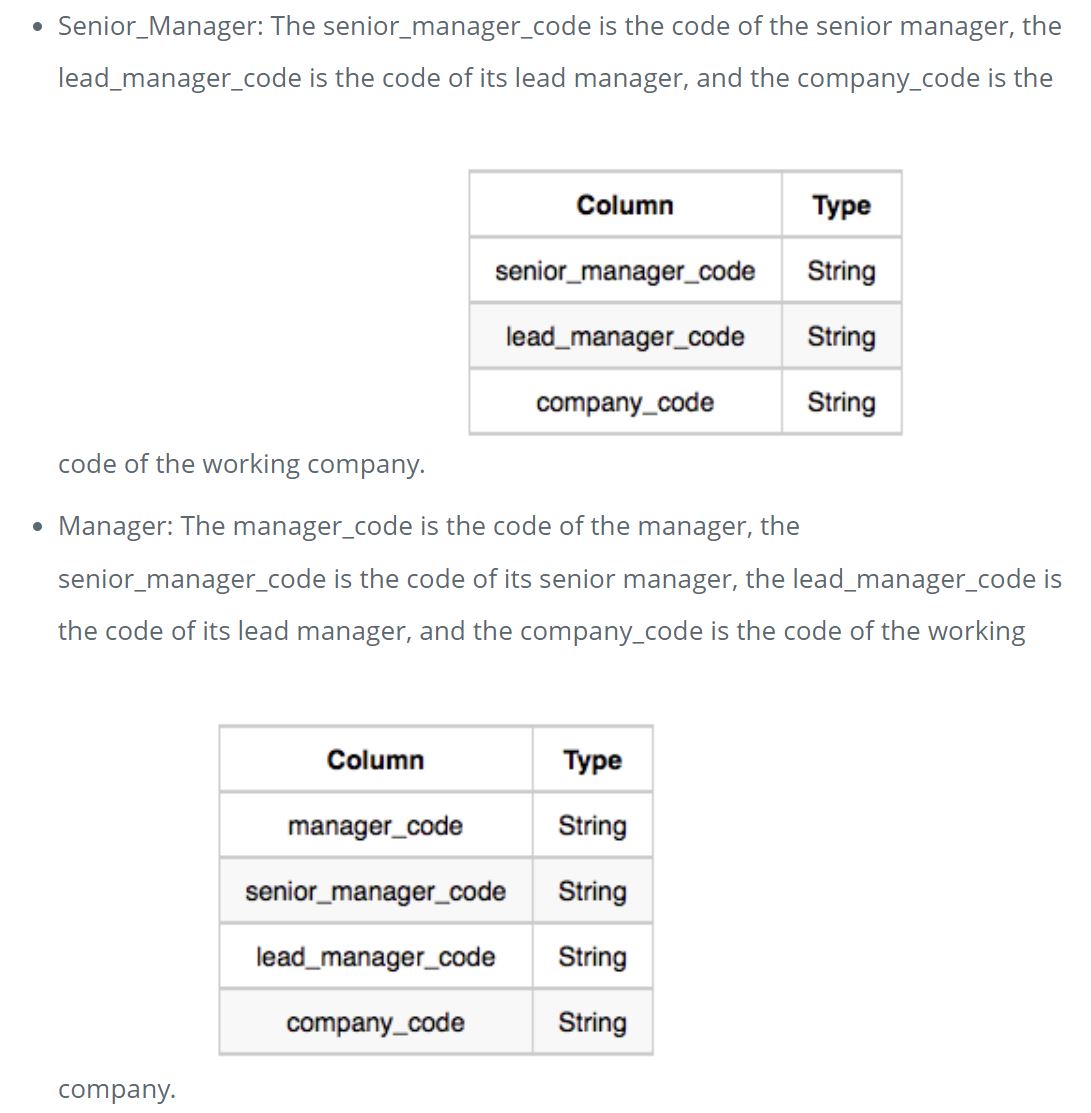 • Senior_Manager: The senior_manager_code is the code of the senior manager, the
lead_manager_code is the code of its lead manager, and the company_code is the
Column Type
senior_manager_code String
lead_manager_code String
company_code String
code of the working company.
• Manager: The manager_code is the code of the manager, the
senior_manager_code is the code of its senior manager, the lead_manager_code is
the code of its lead manager, and the company_code is the code of the working
Column Type
manager_code String
senior_manager_code String
lead_manager_code String
company_code String
company.